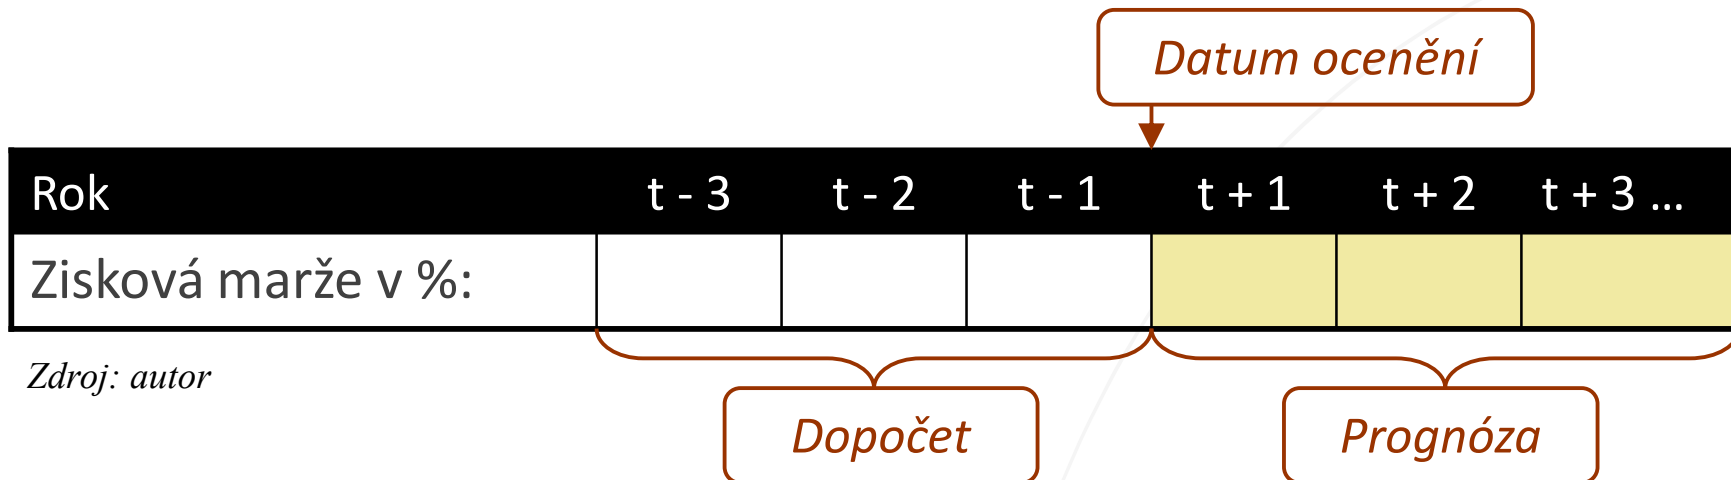 Datum ocenění
Rok t - 3 t - 2 t - 1 t + 1 t + 2 t + 3 ...
Zisková marže v %:
Zdroj: autor
Dopočet Prognóza